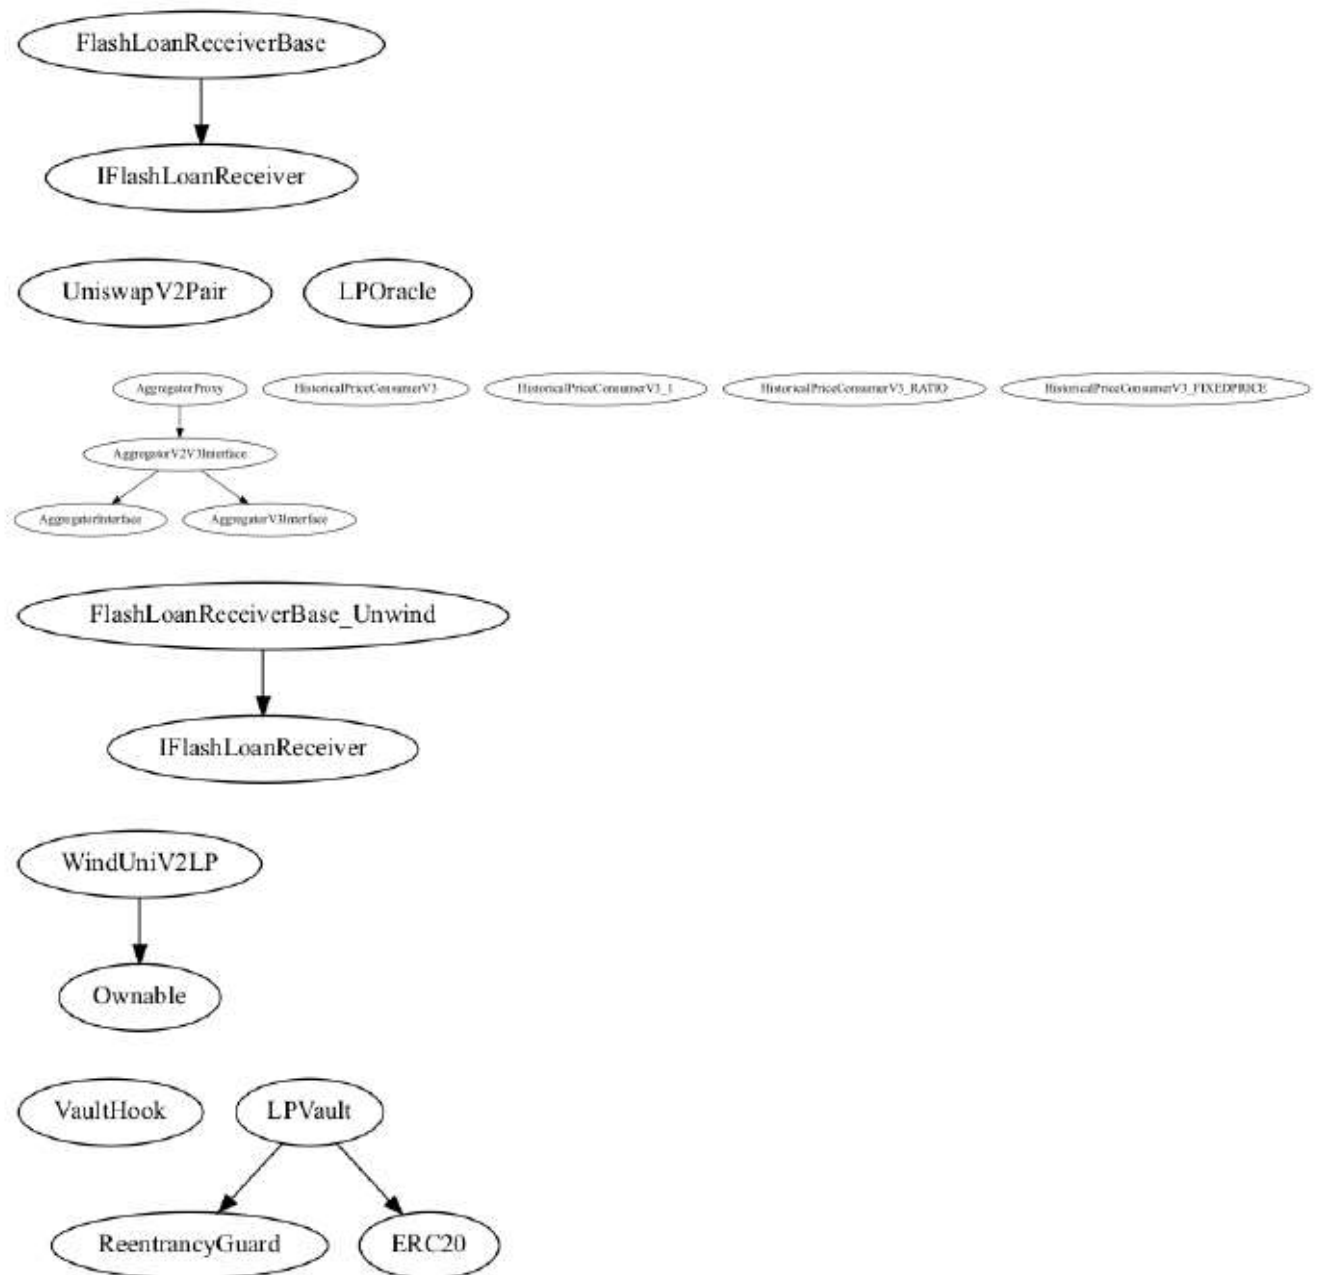 FlashLoanReceiverBase
IFlashLoanReceiver
UniswapV2Pair LPOracle
AggregatorProxy HistoricalPriceConsumerV3 HistoricalPriceConsumerV3_1 HistoricalPriceConsumerV3_RATIO HistoricalPriceConsumerV3_FIXEDPRICE
AggregatorV2V3Interface
AggregatorInterface AggregatorV3Interface
FlashLoanReceiverBase_Unwind
IFlashLoanReceiver
WindUniV2LP
Ownable
VaultHook LPVault
ReentrancyGuard ERC20